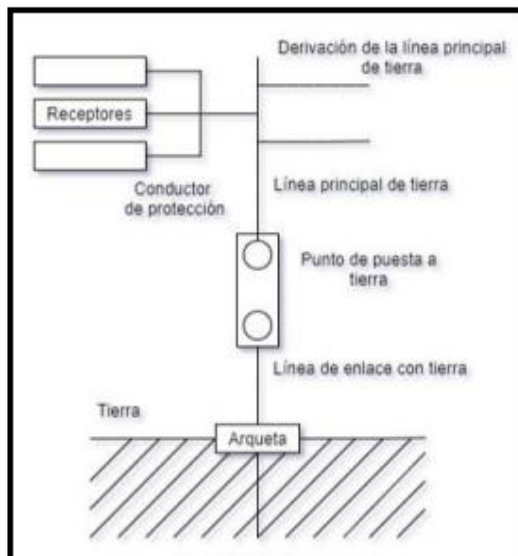 Derivación de la línea principal
de tierra
Receptores
Línea principal de tierra
Conductor
de protección
Punto de puesta a
tierra
Línea de enlace con tierra
Tierra
Arqueta